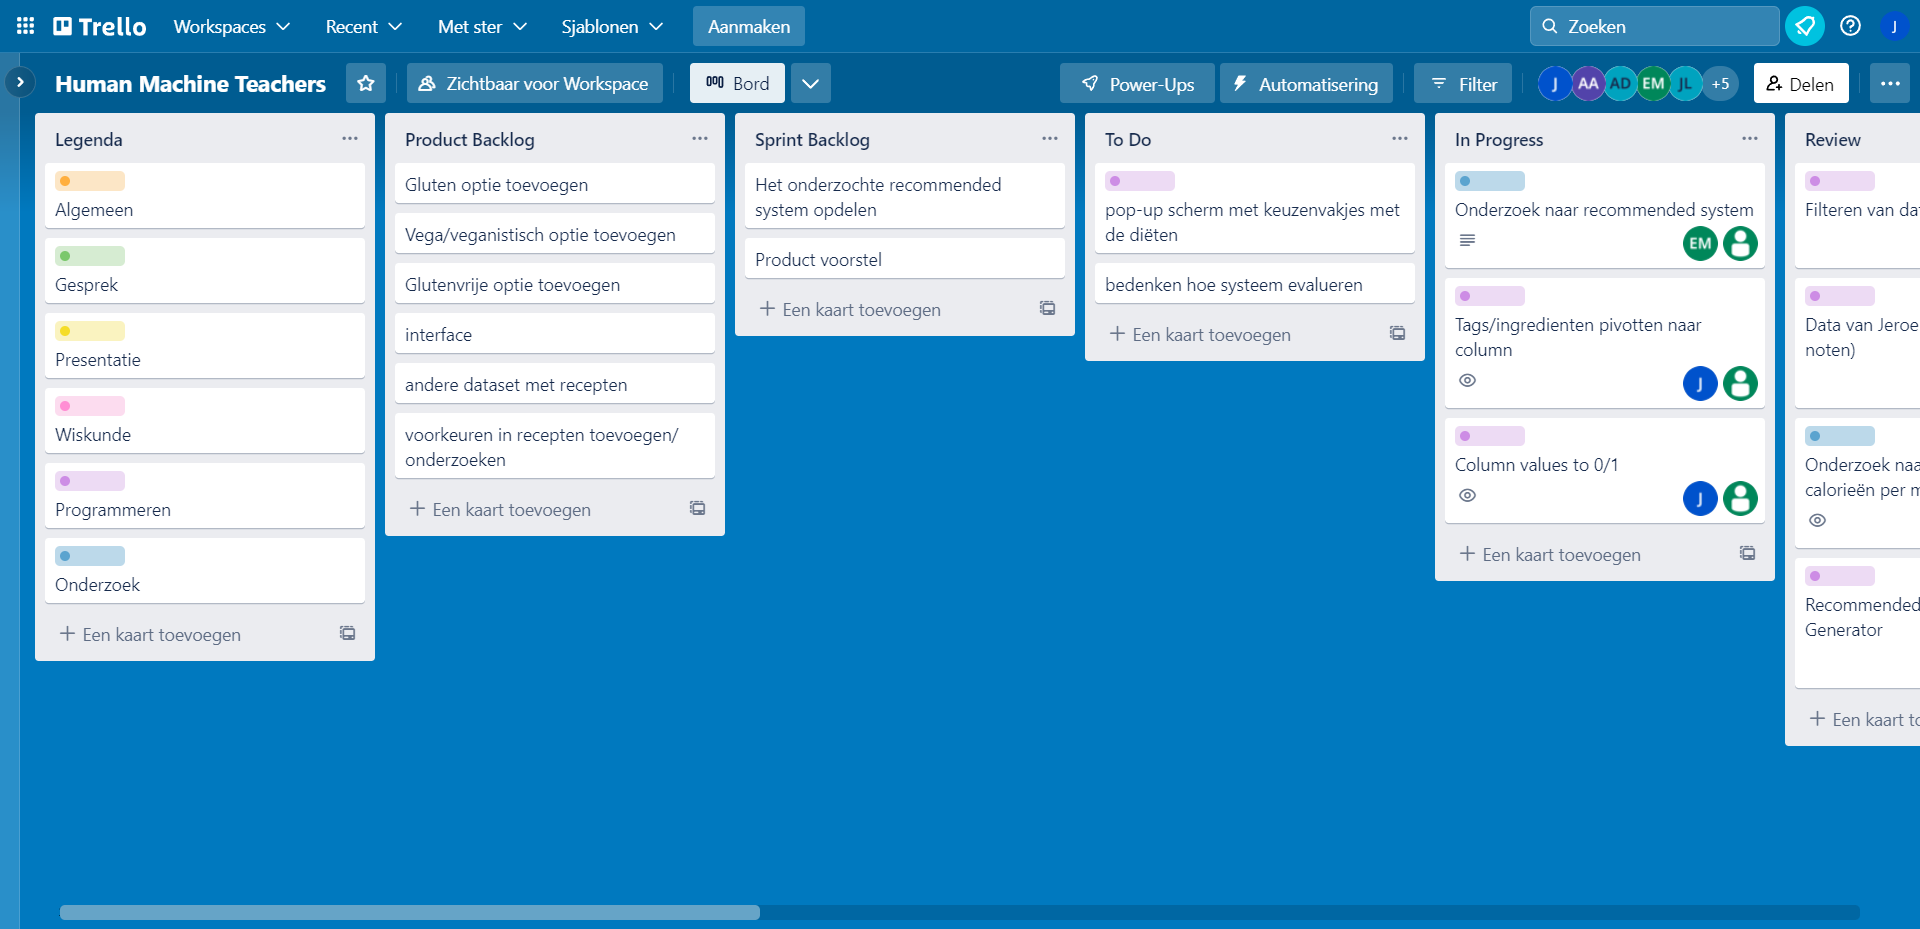 Trello
Workspaces
Recent
Met ster
Sjablonen
Aanmaken
Zoeken
J
Human Machine Teachers
Zichtbaar voor Workspace
Bord
Power-Ups
Automatisering
Filter
J
AA
AD
EM
JL
+5
Delen
Legenda
Algemeen
Gesprek
Presentatie
Wiskunde
Programmeren
Onderzoek
Een kaart toevoegen
Product Backlog
Gluten optie toevoegen
Vega/veganistisch optie toevoegen
Glutenvrije optie toevoegen
interface
andere dataset met recepten
voorkeuren in recepten toevoegen/
onderzoeken
Een kaart toevoegen
Sprint Backlog
Het onderzochte recommended
system opdelen
Product voorstel
Een kaart toevoegen
To Do
pop-up scherm met keuzenvakjes met
de diëten
bedenken hoe systeem evalueren
Een kaart toevoegen
In Progress
Onderzoek naar recommended system
EM
Tags/ingredienten pivotten naar
column
J
Column values to 0/1
J
Een kaart toevoegen
Review
Filteren van
Data van
noten)
Onderzoek
calorieën per
Recommended
Generator
Een kaart